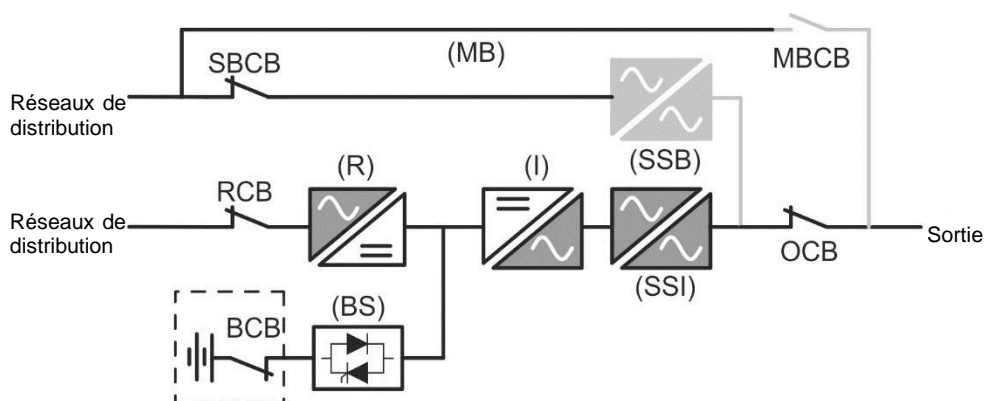 (MB)
MBCB
SBCB
Réseaux de
distribution
(SSB)
(R)
(I)
RCB
Réseaux de
distribution
Sortie
OCB
(SSI)
(BS)
BCB